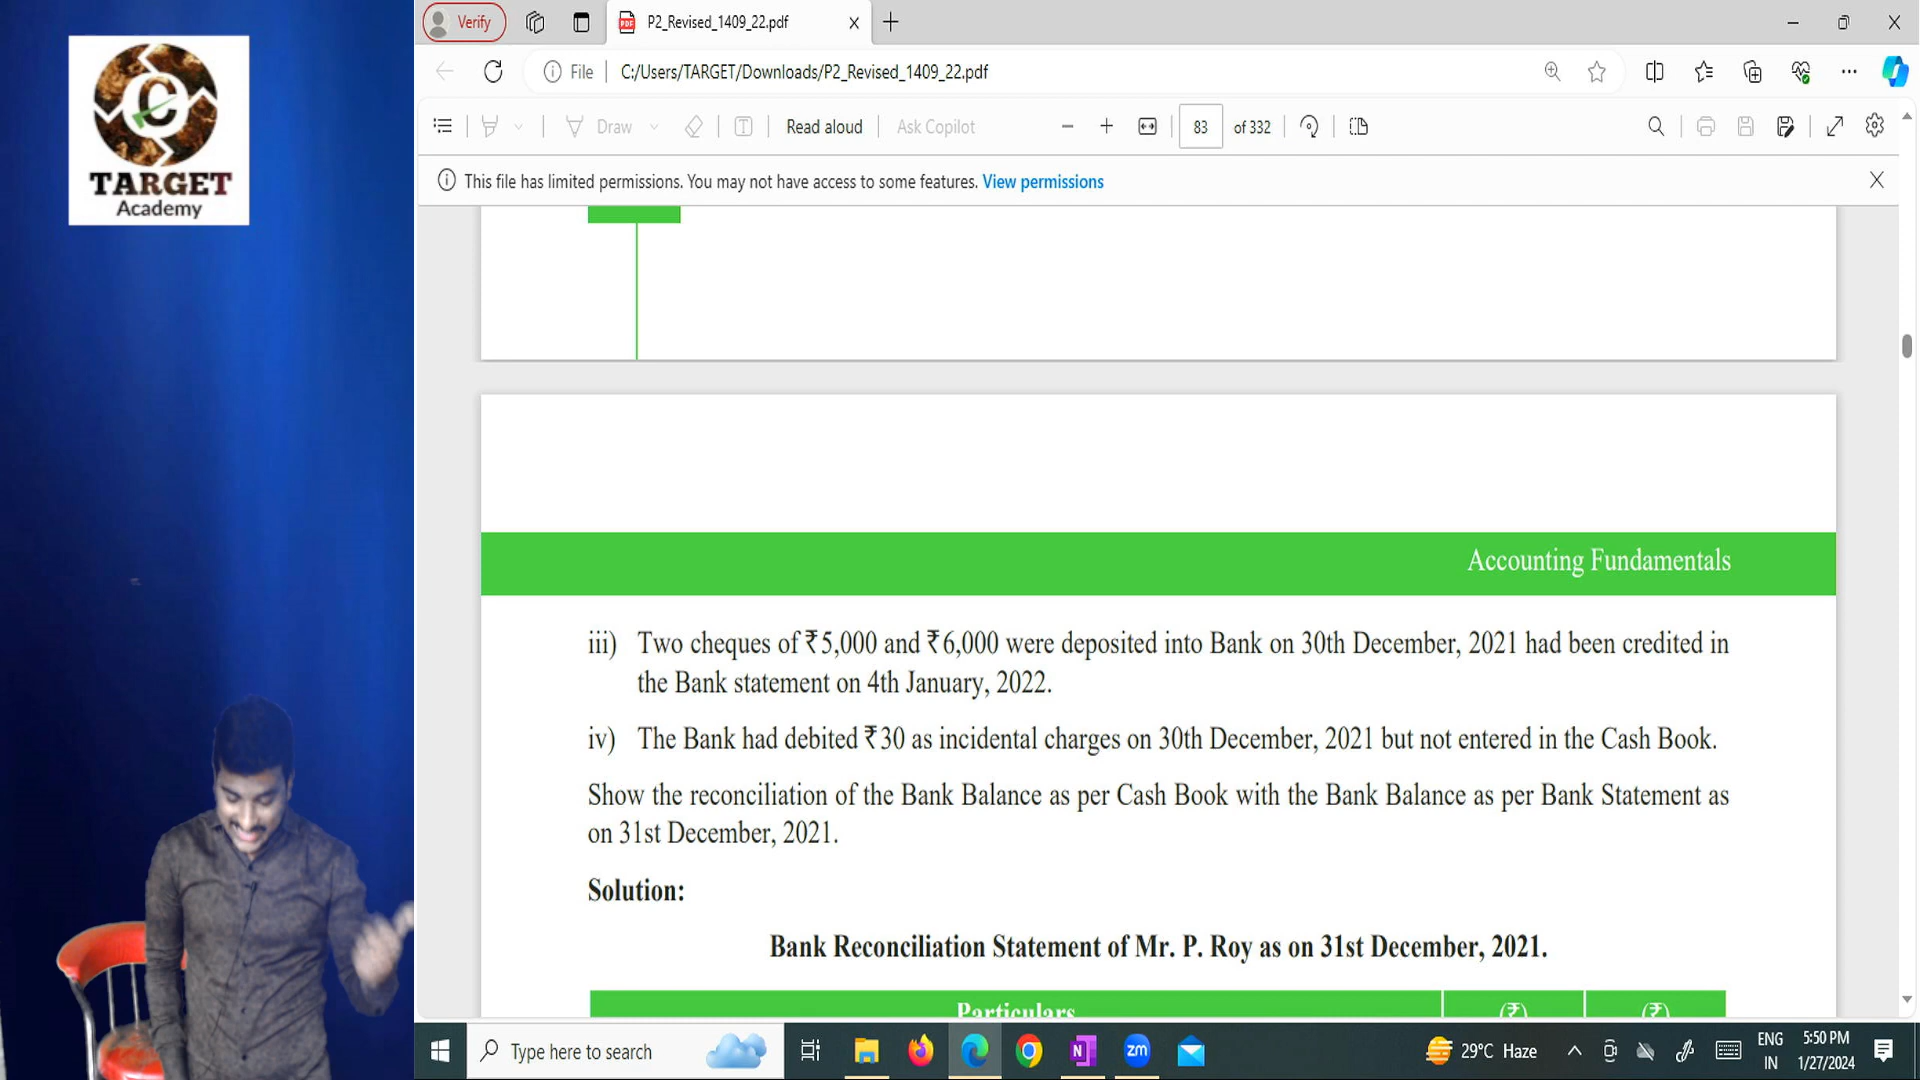 C
TARGET
Academy
Verify
P2_Revised_1409_22.pdf
File
C:/Users/TARGET/Downloads/P2_Revised_1409_22.pdf
Draw
Read aloud
Ask Copilot
83
of 332
This file has limited permissions. You may not have access to some features. View permissions
Accounting Fundamentals
iii) Two cheques of ₹5,000 and ₹6,000 were deposited into Bank on 30th December, 2021 had been credited in
the Bank statement on 4th January, 2022.
iv) The Bank had debited ₹30 as incidental charges on 30th December, 2021 but not entered in the Cash Book.
Show the reconciliation of the Bank Balance as per Cash Book with the Bank Balance as per Bank Statement as
on 31st December, 2021.
Solution:
Bank Reconciliation Statement of Mr. P. Roy as on 31st December, 2021.
Particulars (₹) (₹)
Type here to search
zm
29°C Haze
ENG
IN
5:50 PM
1/27/2024